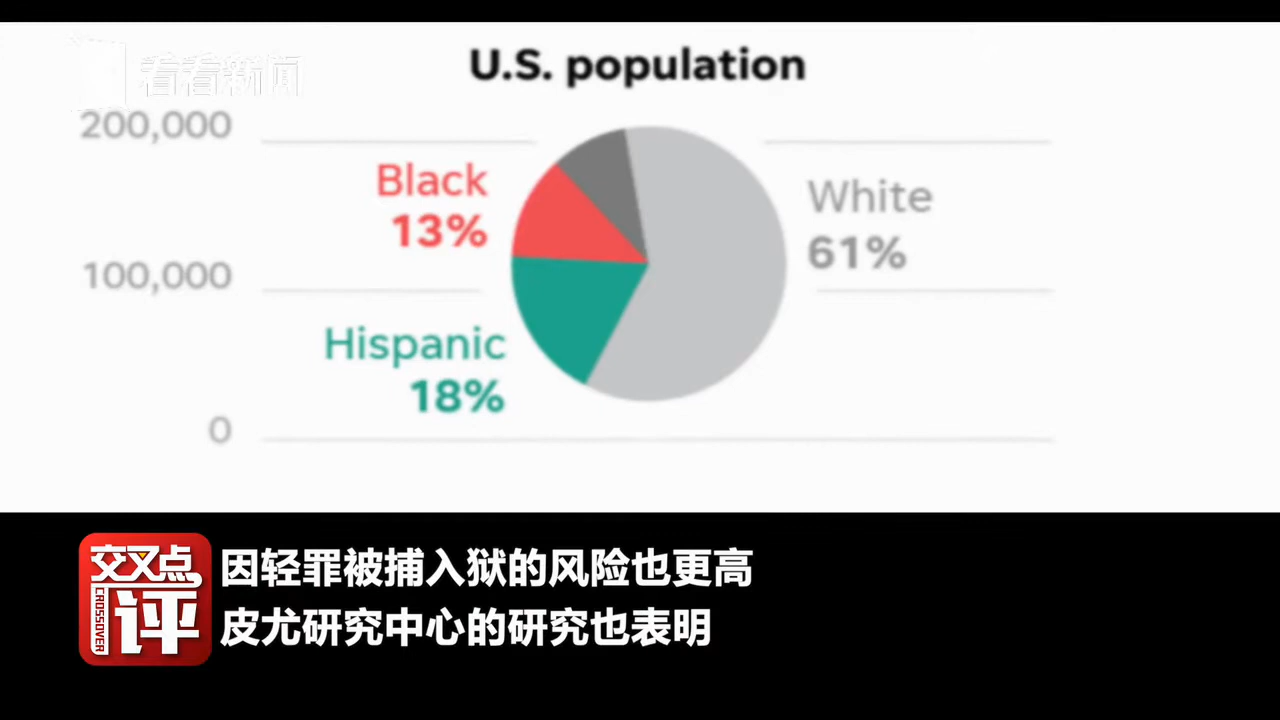 看看新闻
U.S. population
200,000
Black
13%
White
61%
100,000
Hispanic
18%
0
交叉点
CROSSOVER
评
因轻罪被捕入狱的风险也更高
皮尤研究中心的研究也表明